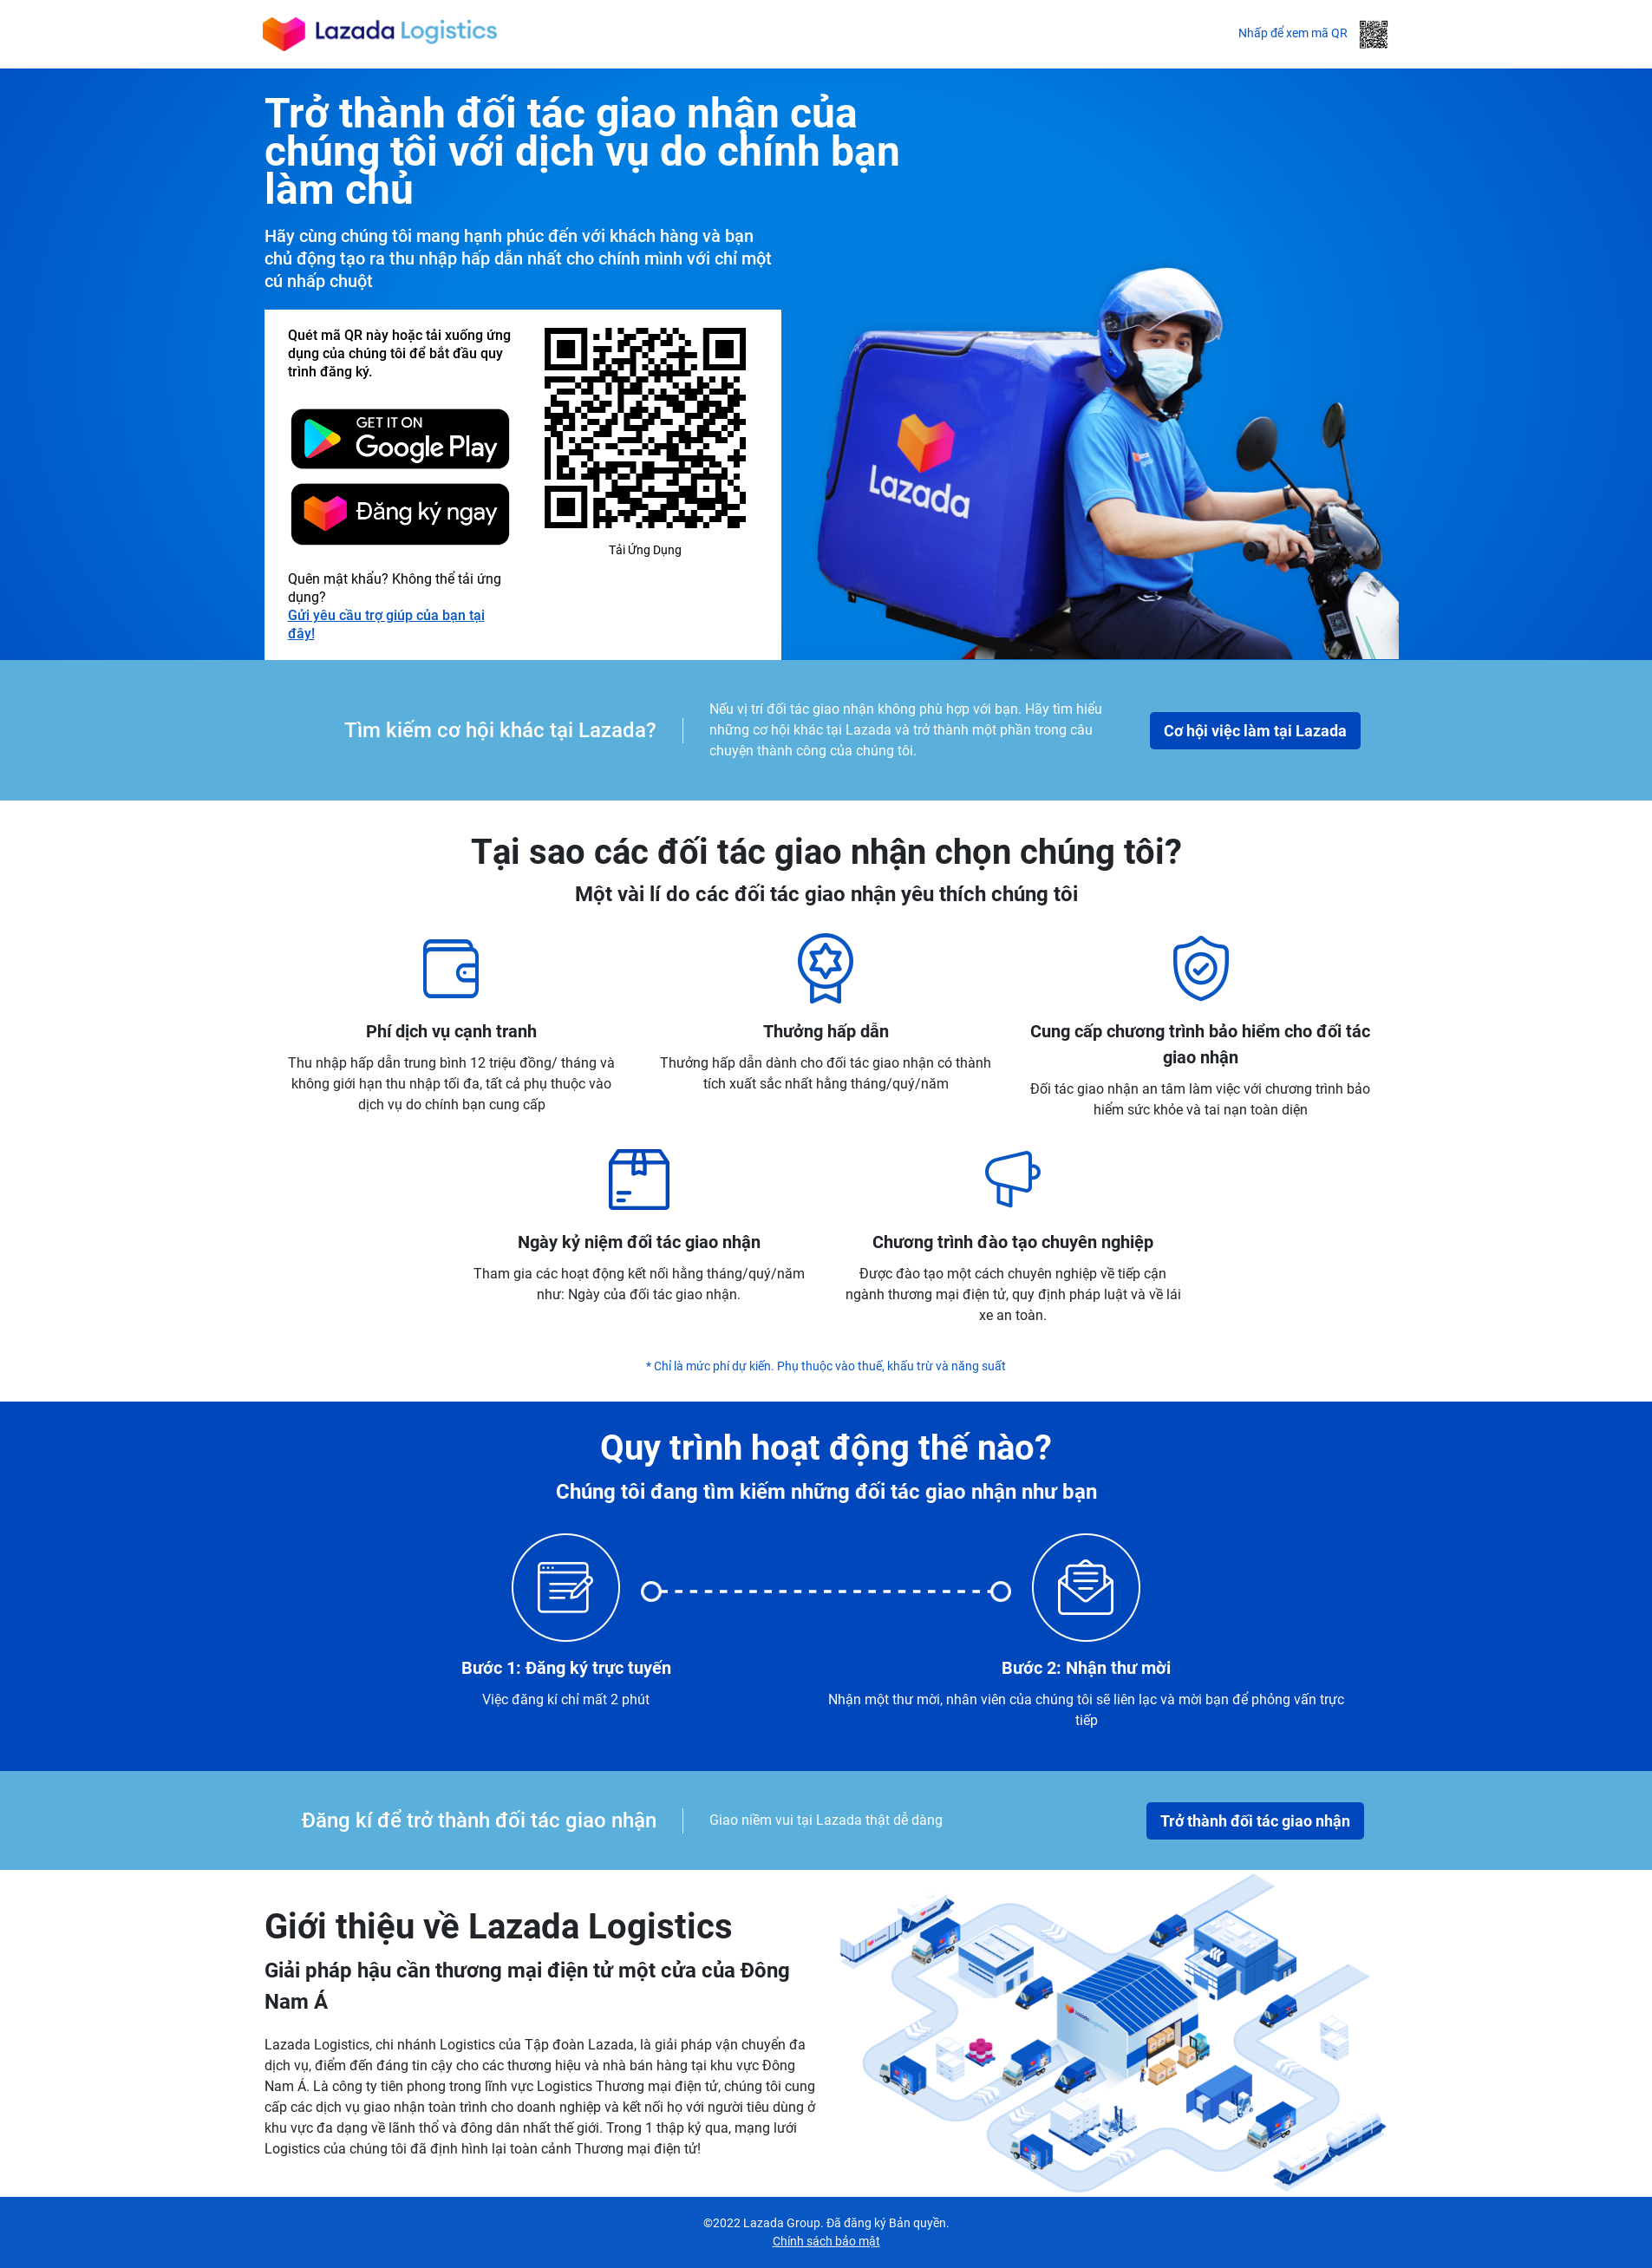 Lazada Logistics
Nhấp để xem mã QR
Trở thành đối tác giao nhận của
chúng tôi với dịch vụ do chính bạn
làm chủ
Hãy cùng chúng tôi mang hạnh phúc đến với khách hàng và bạn
chủ động tạo ra thu nhập hấp dẫn nhất cho chính mình với chỉ một
cú nhấp chuột
Quét mã QR này hoặc tải xuống ứng
dụng của chúng tôi để bắt đầu quy
trình đăng ký.
GET IT ON
Google Play
Đăng ký ngay
Tải Ứng Dụng
Quên mật khẩu? Không thể tải ứng
dụng?
Gửi yêu cầu trợ giúp của bạn tại
đây!
Lazada
Tìm kiếm cơ hội khác tại Lazada?
Nếu vị trí đối tác giao nhận không phù hợp với bạn. Hãy tìm hiểu
những cơ hội khác tại Lazada và trở thành một phần trong câu
chuyện thành công của chúng tôi.
Cơ hội việc làm tại Lazada
Tại sao các đối tác giao nhận chọn chúng tôi?
Một vài lí do các đối tác giao nhận yêu thích chúng tôi
Phí dịch vụ cạnh tranh
Thu nhập hấp dẫn trung bình 12 triệu đồng/ tháng và
không giới hạn thu nhập tối đa, tất cả phụ thuộc vào
dịch vụ do chính bạn cung cấp
Thưởng hấp dẫn
Thưởng hấp dẫn dành cho đối tác giao nhận có thành
tích xuất sắc nhất hằng tháng/quý/năm
Cung cấp chương trình bảo hiểm cho đối tác
giao nhận
Đối tác giao nhận an tâm làm việc với chương trình bảo
hiểm sức khỏe và tai nạn toàn diện
Ngày kỷ niệm đối tác giao nhận
Tham gia các hoạt động kết nối hằng tháng/quý/năm
như: Ngày của đối tác giao nhận.
Chương trình đào tạo chuyên nghiệp
Được đào tạo một cách chuyên nghiệp về tiếp cận
ngành thương mại điện tử, quy định pháp luật và về lái
xe an toàn.
* Chỉ là mức phí dự kiến. Phụ thuộc vào thuế, khấu trừ và năng suất
Quy trình hoạt động thế nào?
Chúng tôi đang tìm kiếm những đối tác giao nhận như bạn
Bước 1: Đăng ký trực tuyến
Việc đăng kí chỉ mất 2 phút
Bước 2: Nhận thư mời
Nhận một thư mời, nhân viên của chúng tôi sẽ liên lạc và mời bạn để phỏng vấn trực
tiếp
Đăng kí để trở thành đối tác giao nhận
Giao niềm vui tại Lazada thật dễ dàng
Trở thành đối tác giao nhận
Giới thiệu về Lazada Logistics
Giải pháp hậu cần thương mại điện tử một cửa của Đông
Nam Á
Lazada Logistics, chi nhánh Logistics của Tập đoàn Lazada, là giải pháp vận chuyển đa
dịch vụ, điểm đến đáng tin cậy cho các thương hiệu và nhà bán hàng tại khu vực Đông
Nam Á. Là công ty tiên phong trong lĩnh vực Logistics Thương mại điện tử, chúng tôi cung
cấp các dịch vụ giao nhận toàn trình cho doanh nghiệp và kết nối họ với người tiêu dùng ở
khu vực đa dạng về lãnh thổ và đông dân nhất thế giới. Trong 1 thập kỷ qua, mạng lưới
Logistics của chúng tôi đã định hình lại toàn cảnh Thương mại điện tử!
©2022 Lazada Group. Đã đăng ký Bản quyền.
Chính sách bảo mật